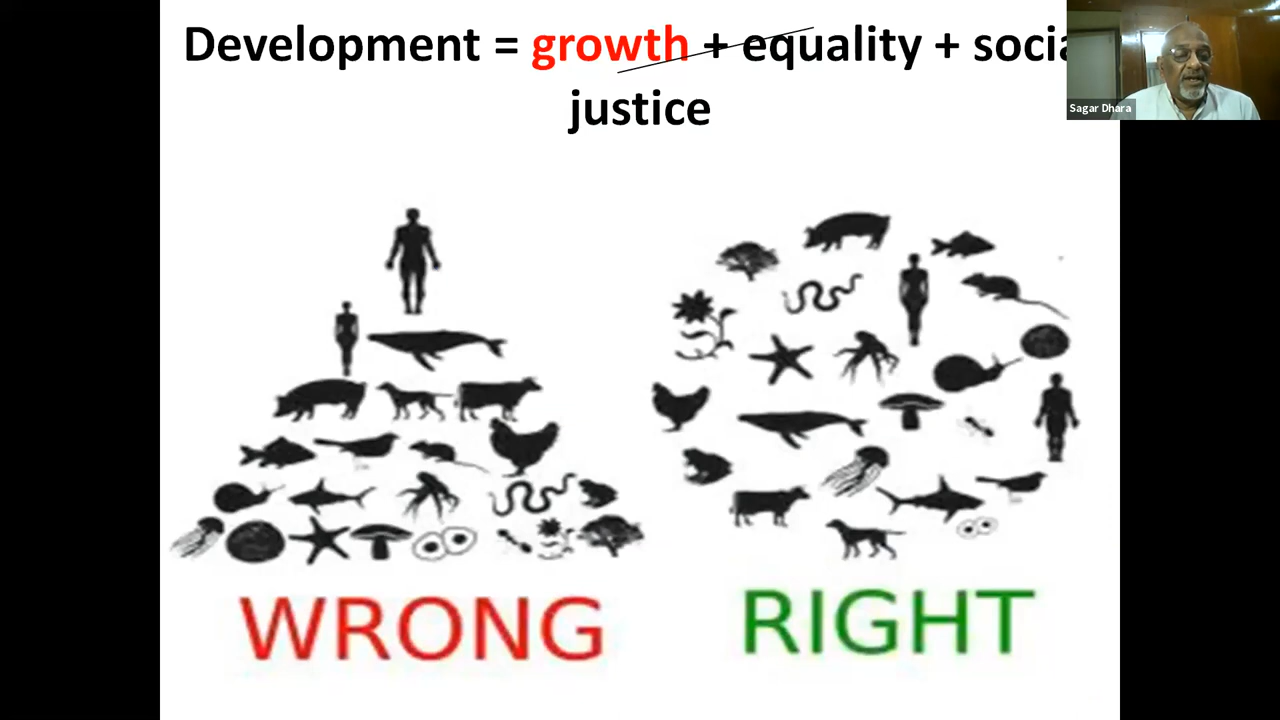 Development = growth + equality + socia
justice
Sagar Dhara
WRONG
RIGHT